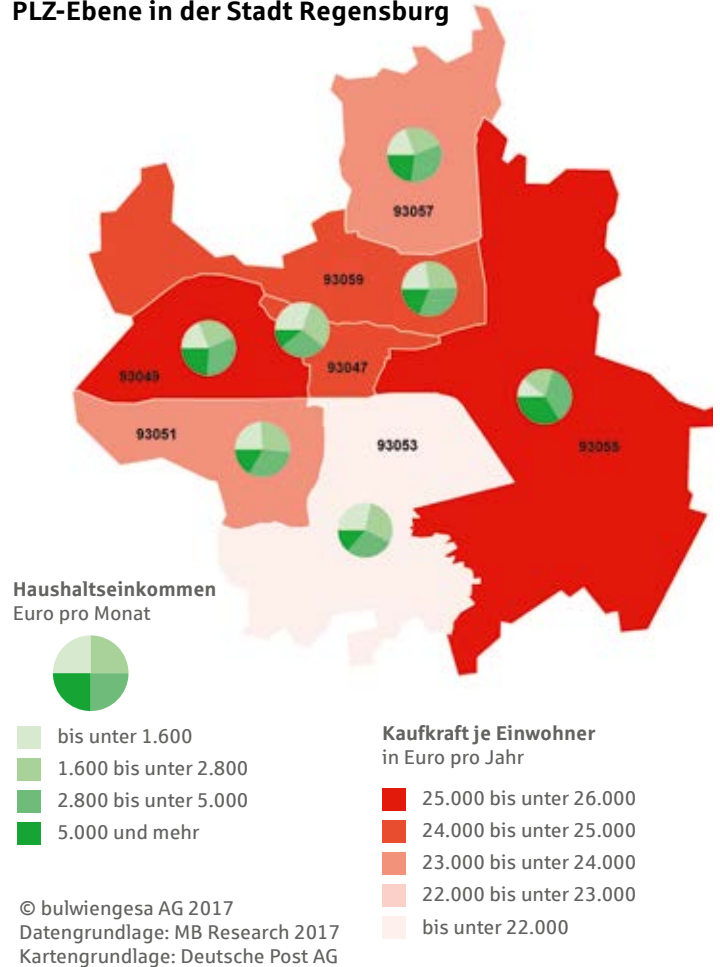 PLZ-Ebene in der Stadt Regensburg
93057
93059
93047
93049
93051
93053
93055
Haushaltseinkommen
Euro pro Monat
bis unter 1.600
1.600 bis unter 2.800
2.800 bis unter 5.000
5.000 und mehr
Kaufkraft je Einwohner
in Euro pro Jahr
25.000 bis unter 26.000
24.000 bis unter 25.000
23.000 bis unter 24.000
22.000 bis unter 23.000
bis unter 22.000
© bulwiengesa AG 2017
Datengrundlage: MB Research 2017
Kartengrundlage: Deutsche Post AG